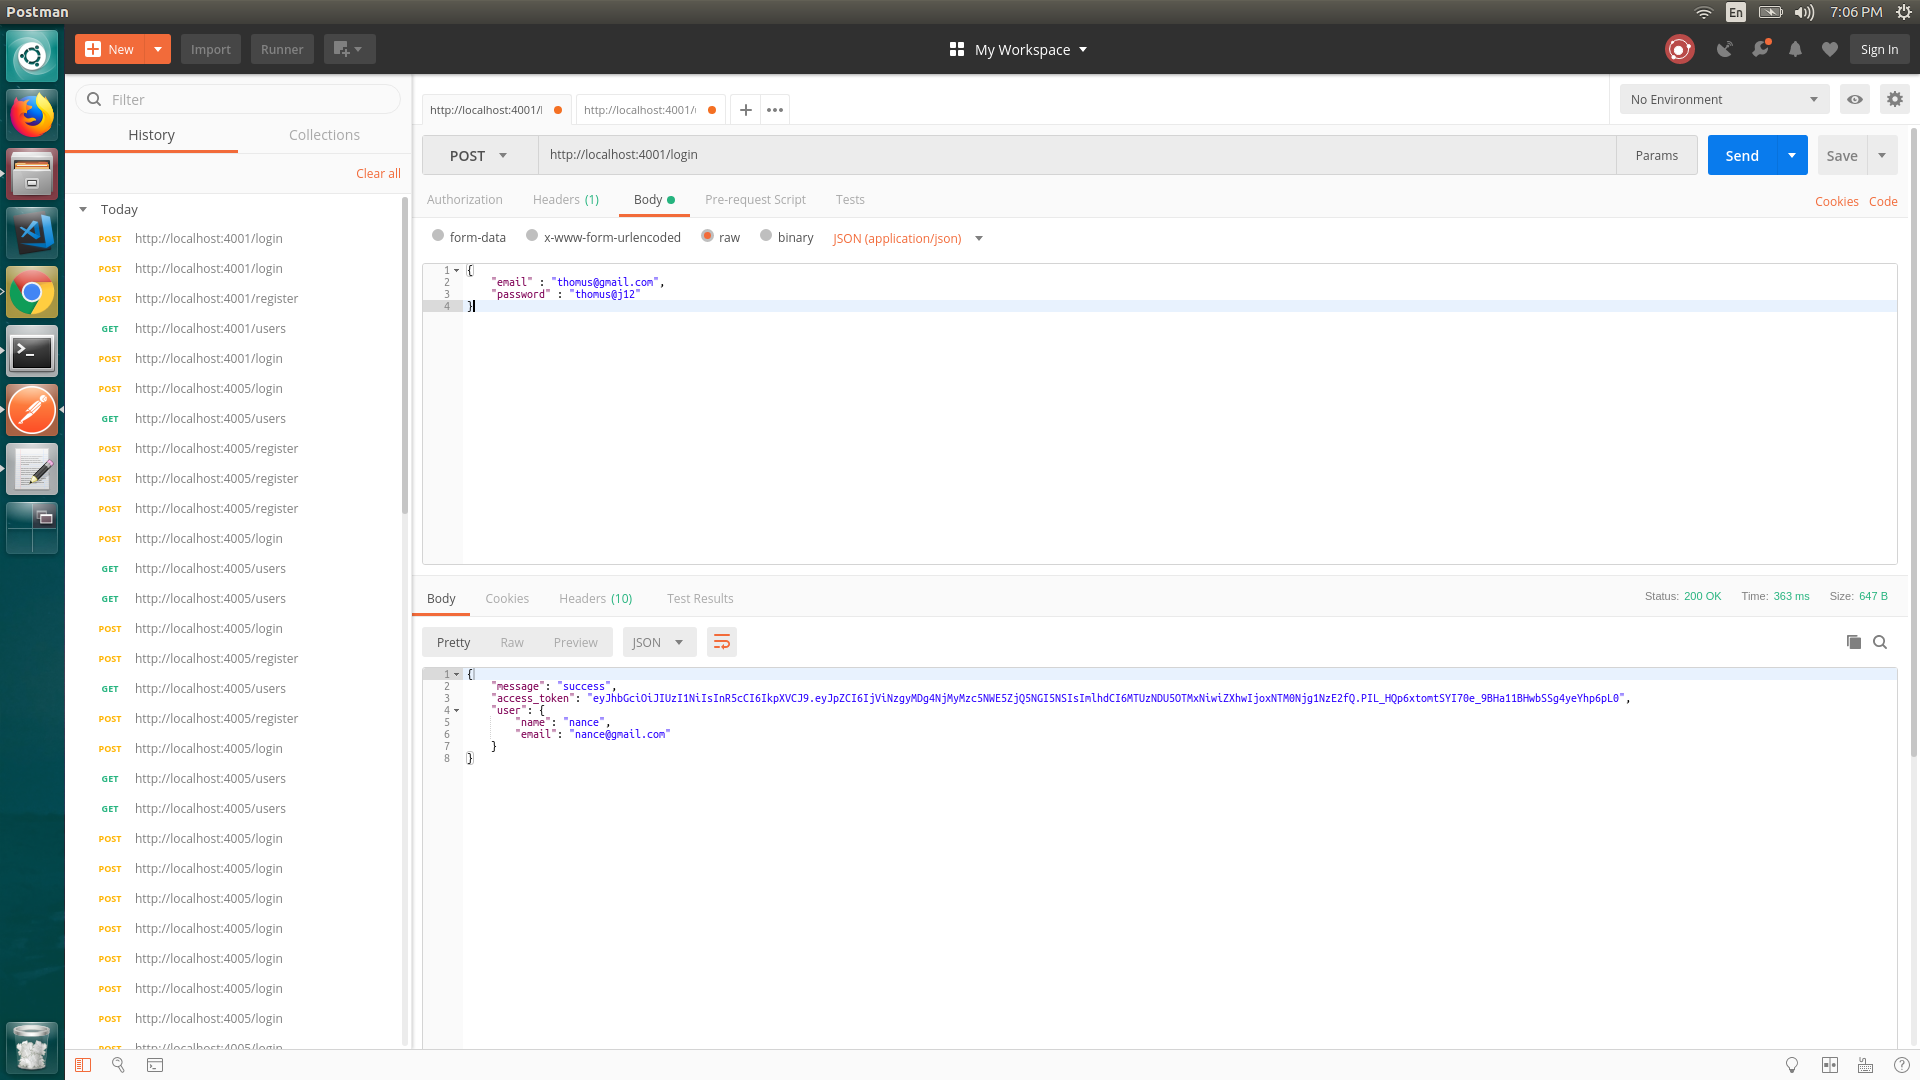 Postman
En
7:06 PM
New
Import
Runner
My Workspace
Sign In
Filter
History
Collections
Clear all
Today
POST http://localhost:4001/login
POST http://localhost:4001/login
POST http://localhost:4001/register
GET http://localhost:4001/users
POST http://localhost:4001/login
POST http://localhost:4005/login
GET http://localhost:4005/users
POST http://localhost:4005/register
POST http://localhost:4005/register
POST http://localhost:4005/register
POST http://localhost:4005/login
GET http://localhost:4005/users
GET http://localhost:4005/users
POST http://localhost:4005/login
POST http://localhost:4005/register
GET http://localhost:4005/users
POST http://localhost:4005/register
POST http://localhost:4005/login
GET http://localhost:4005/users
GET http://localhost:4005/users
POST http://localhost:4005/login
POST http://localhost:4005/login
POST http://localhost:4005/login
POST http://localhost:4005/login
POST http://localhost:4005/login
POST http://localhost:4005/login
POST http://localhost:4005/login
POST http://localhost:4005/login
http://localhost:4001/l
http://localhost:4001/
No Environment
POST
http://localhost:4001/login
Params
Send
Save
Authorization
Headers (1)
Body
Pre-request Script
Tests
Cookies
Code
form-data
x-www-form-urlencoded
raw
binary
JSON (application/json)
1 {
2 "email" : "thomus@gmail.com",
3 "password" : "thomus@j12"
4 }
Body
Cookies
Headers (10)
Test Results
Status: 200 OK
Time: 363 ms
Size: 647 B
Pretty
Raw
Preview
JSON
1 {
2 "message": "success",
3 "access_token": "eyJhbGciOiJIUzI1NiIsInR5cCI6IkpXVCJ9.eyJpZCI6IjViNzgyMDg4NjMyMzc5NWE5ZjQ5NGI5NSIsImlhdCI6MTUzNDU5OTMxNiwiZXhwIjoxNTM0Njg1NzE2fQ.PIL_HQp6xtomtSYI70e_9BHa11BHwbSSg4yeYhp6pL0",
4 "user": {
5 "name": "nance",
6 "email": "nance@gmail.com"
7 }
8 }